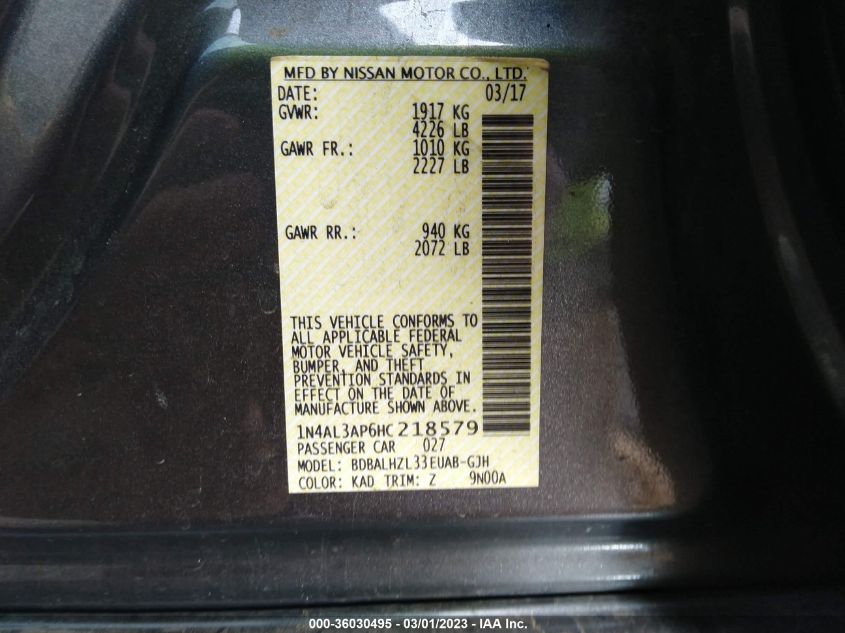 MFD BY NISSAN MOTOR CO., LTD.
DATE: 03/17
GVWR: 1917 KG
4226 LB
GAWR FR.: 1010 KG
2227 LB
GAWR RR.: 940 KG
2072 LB
THIS VEHICLE CONFORMS TO
ALL APPLICABLE FEDERAL
MOTOR VEHICLE SAFETY,
BUMPER, AND THEFT
PREVENTION STANDARDS IN
EFFECT ON THE DATE OF
MANUFACTURE SHOWN ABOVE.
1N4AL3AP6HC218579
PASSENGER CAR 027
MODEL: BDBALHZL33EUAB-GJH
COLOR: KAD TRIM: Z 9N00A
000-36030495 - 03/01/2023 - IAA Inc.